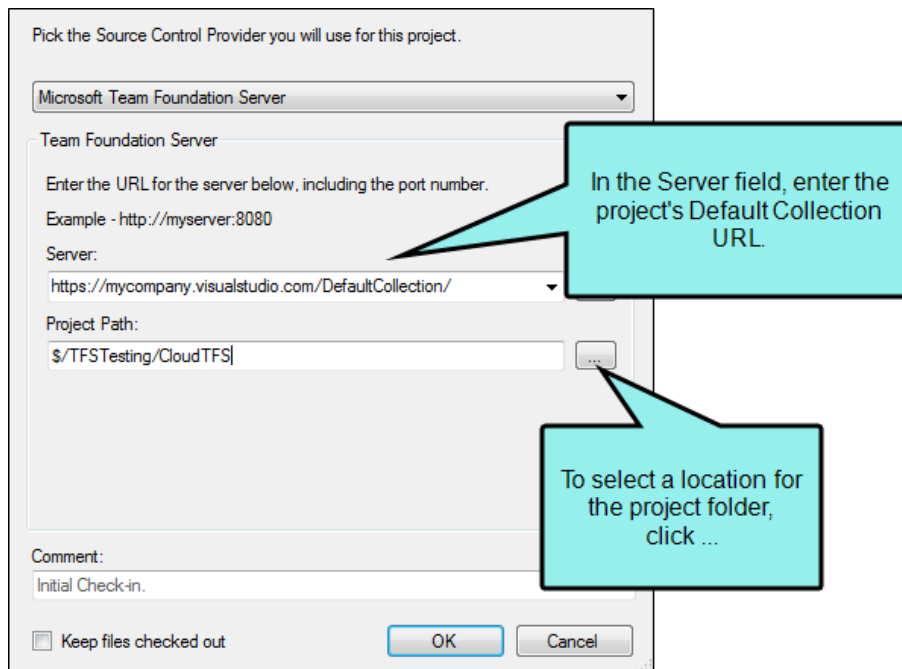 Pick the Source Control Provider you will use for this project.
Microsoft Team Foundation Server
Team Foundation Server
Enter the URL for the server below, including the port number.
Example - http://myserver:8080
Server:
https://mycompany.visualstudio.com/DefaultCollection/
Project Path:
$/TFSTesting/CloudTFS
...
In the Server field, enter the
project's Default Collection
URL.
To select a location for
the project folder,
click ...
Comment:
Initial Check-in.
Keep files checked out
OK
Cancel